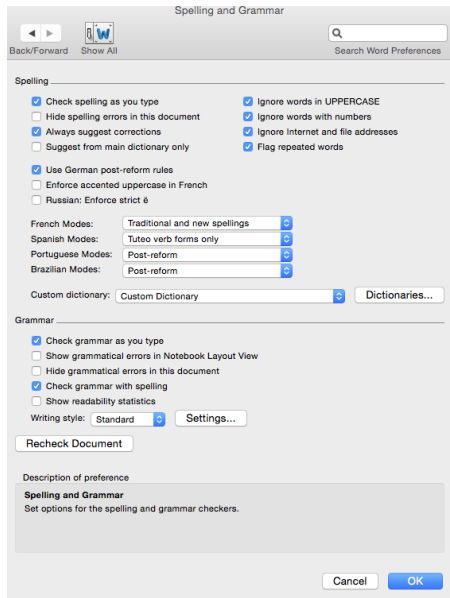 Spelling and Grammar
Back/Forward Show All Search Word Preferences
Spelling
Check spelling as you type Ignore words in UPPERCASE
Hide spelling errors in this document Ignore words with numbers
Always suggest corrections Ignore Internet and file addresses
Suggest from main dictionary only Flag repeated words
Use German post-reform rules
Enforce accented uppercase in French
Russian: Enforce strict ё
French Modes: Traditional and new spellings
Spanish Modes: Tuteo verb forms only
Portuguese Modes: Post-reform
Brazilian Modes: Post-reform
Custom dictionary: Custom Dictionary Dictionaries...
Grammar
Check grammar as you type
Show grammatical errors in Notebook Layout View
Hide grammatical errors in this document
Check grammar with spelling
Show readability statistics
Writing style: Standard Settings...
Recheck Document
Description of preference
Spelling and Grammar
Set options for the spelling and grammar checkers.
Cancel OK